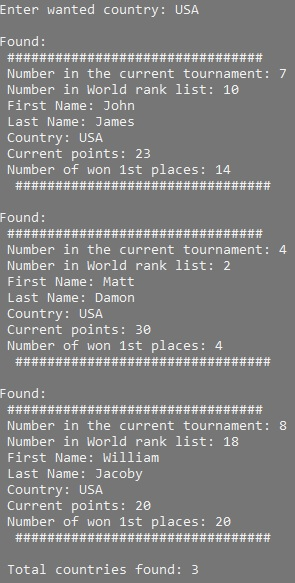 Enter wanted country: USA
Found:
################################
Number in the current tournament: 7
Number in World rank list: 10
First Name: John
Last Name: James
Country: USA
Current points: 23
Number of won 1st places: 14
################################
Found:
################################
Number in the current tournament: 4
Number in World rank list: 2
First Name: Matt
Last Name: Damon
Country: USA
Current points: 30
Number of won 1st places: 4
################################
Found:
################################
Number in the current tournament: 8
Number in World rank list: 18
First Name: William
Last Name: Jacoby
Country: USA
Current points: 20
Number of won 1st places: 20
################################
Total countries found: 3